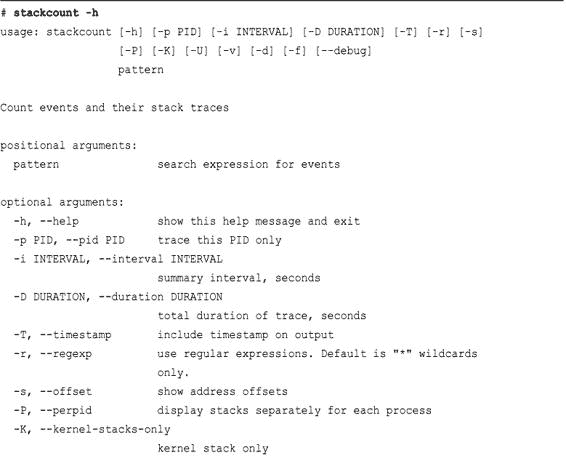 # stackcount -h
usage: stackcount [-h] [-p PID] [-i INTERVAL] [-D DURATION] [-T] [-r] [-s]
[-P] [-K] [-U] [-v] [-d] [-f] [--debug]
pattern
Count events and their stack traces
positional arguments:
pattern search expression for events
optional arguments:
-h, --help show this help message and exit
-p PID, --pid PID trace this PID only
-i INTERVAL, --interval INTERVAL
summary interval, seconds
-D DURATION, --duration DURATION
total duration of trace, seconds
-T, --timestamp include timestamp on output
-r, --regexp use regular expressions. Default is "*" wildcards
only.
-s, --offset show address offsets
-P, --perpid display stacks separately for each process
-K, --kernel-stacks-only
kernel stack only